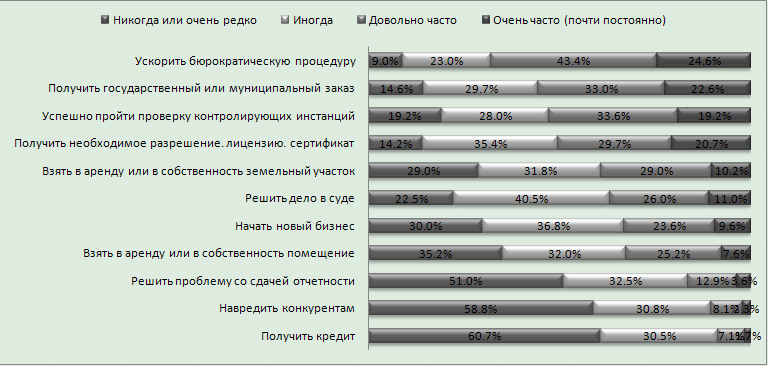 Никогда или очень редко Иногда Довольно часто Очень часто (почти постоянно)
Ускорить бюрократическую процедуру 9.0% 23.0% 43.4% 24.6%
Получить государственный или муниципальный заказ 14.6% 29.7% 33.0% 22.6%
Успешно пройти проверку контролирующих инстанций 19.2% 28.0% 33.6% 19.2%
Получить необходимое разрешение. лицензию. сертификат 14.2% 35.4% 29.7% 20.7%
Взять в аренду или в собственность земельный участок 29.0% 31.8% 29.0% 10.2%
Решить дело в суде 22.5% 40.5% 26.0% 11.0%
Начать новый бизнес 30.0% 36.8% 23.6% 9.6%
Взять в аренду или в собственность помещение 35.2% 32.0% 25.2% 7.6%
Решить проблему со сдачей отчетности 51.0% 32.5% 12.9% 3.6%
Навредить конкурентам 58.8% 30.8% 8.1% 2.3%
Получить кредит 60.7% 30.5% 7.1%